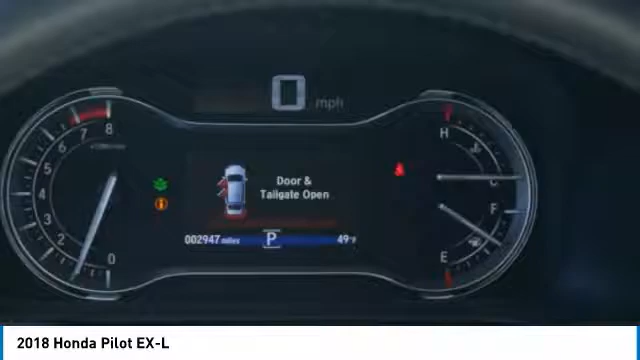 0 mph
8
7
6
5
4
3
2
1
0
H
C
F
E
Door &
Tailgate Open
002947 miles
P
49°F
2018 Honda Pilot EX-L